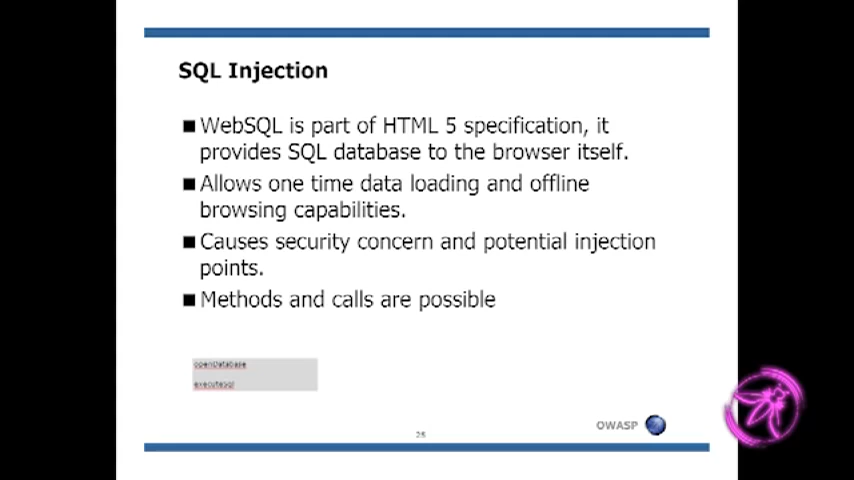 SQL Injection
WebSQL is part of HTML 5 specification, it
provides SQL database to the browser itself.
Allows one time data loading and offline
browsing capabilities.
Causes security concern and potential injection
points.
Methods and calls are possible
openDatabase
executesql
OWASP
25